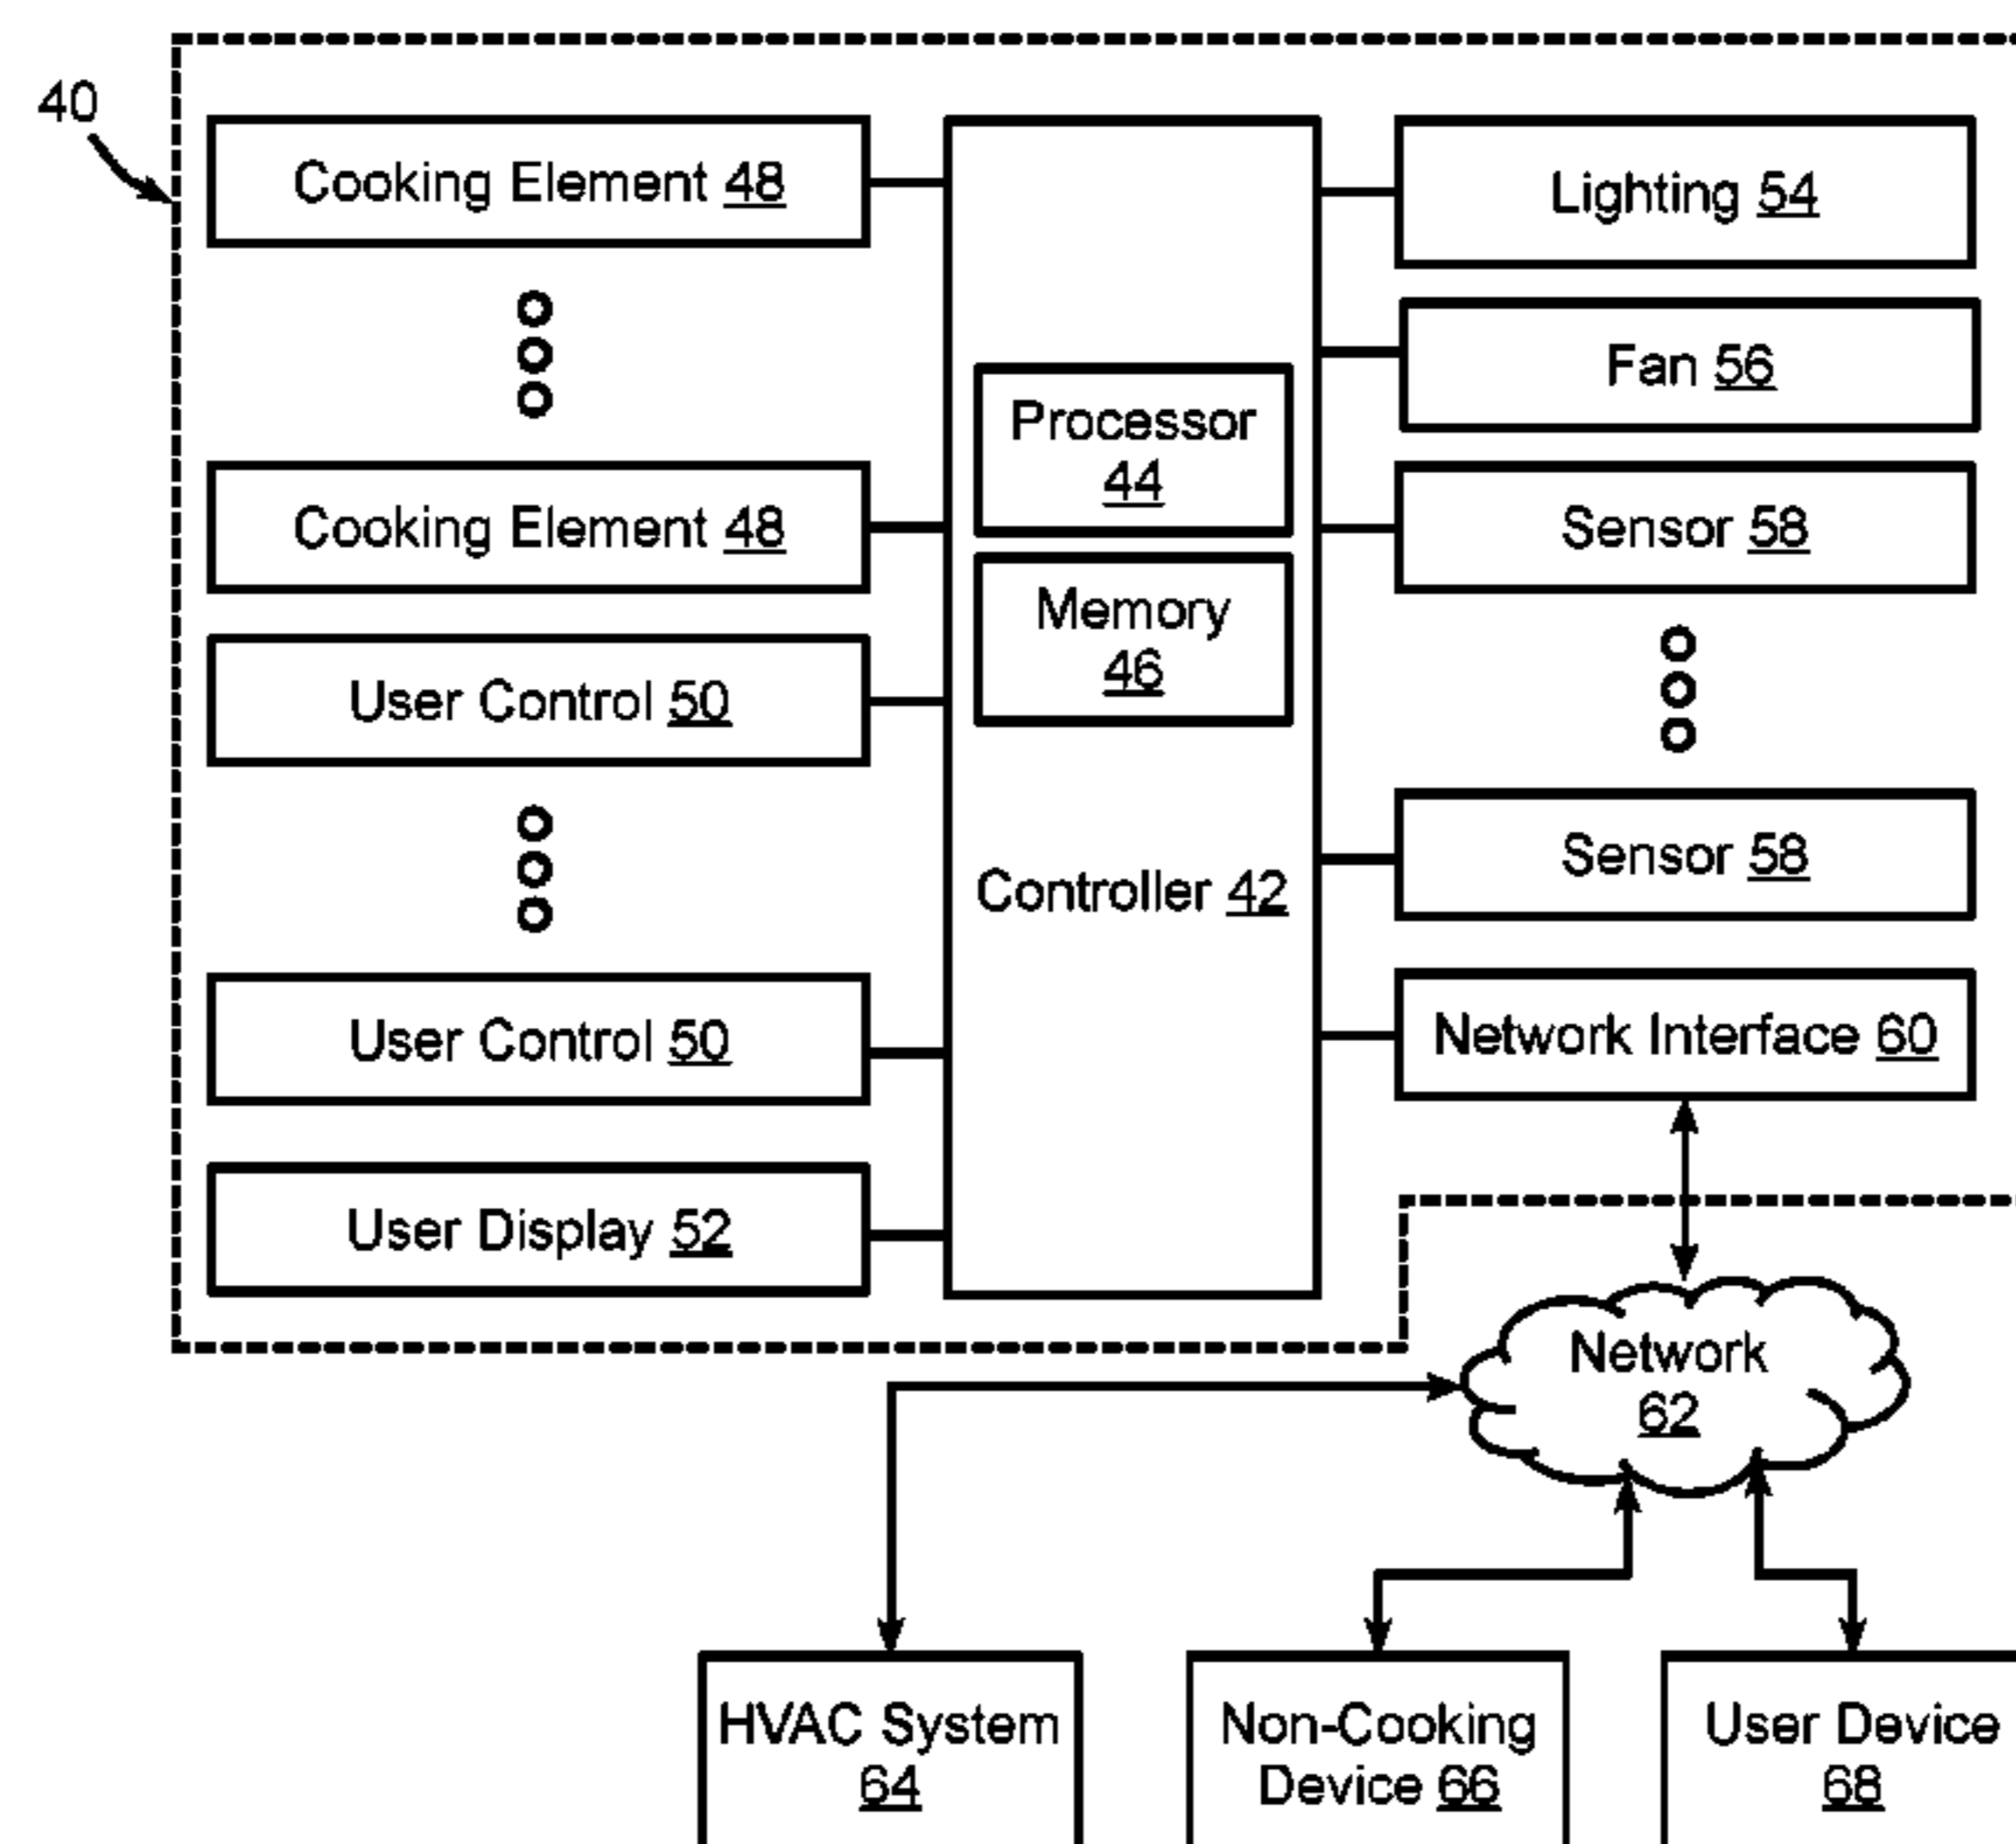 40
Cooking Element 48
Cooking Element 48
User Control 50
User Control 50
User Display 52
Processor
44
Memory
46
Controller 42
Lighting 54
Fan 56
Sensor 58
Sensor 58
Network Interface 60
Network
62
HVAC System
64
Non-Cooking
Device 66
User Device
68